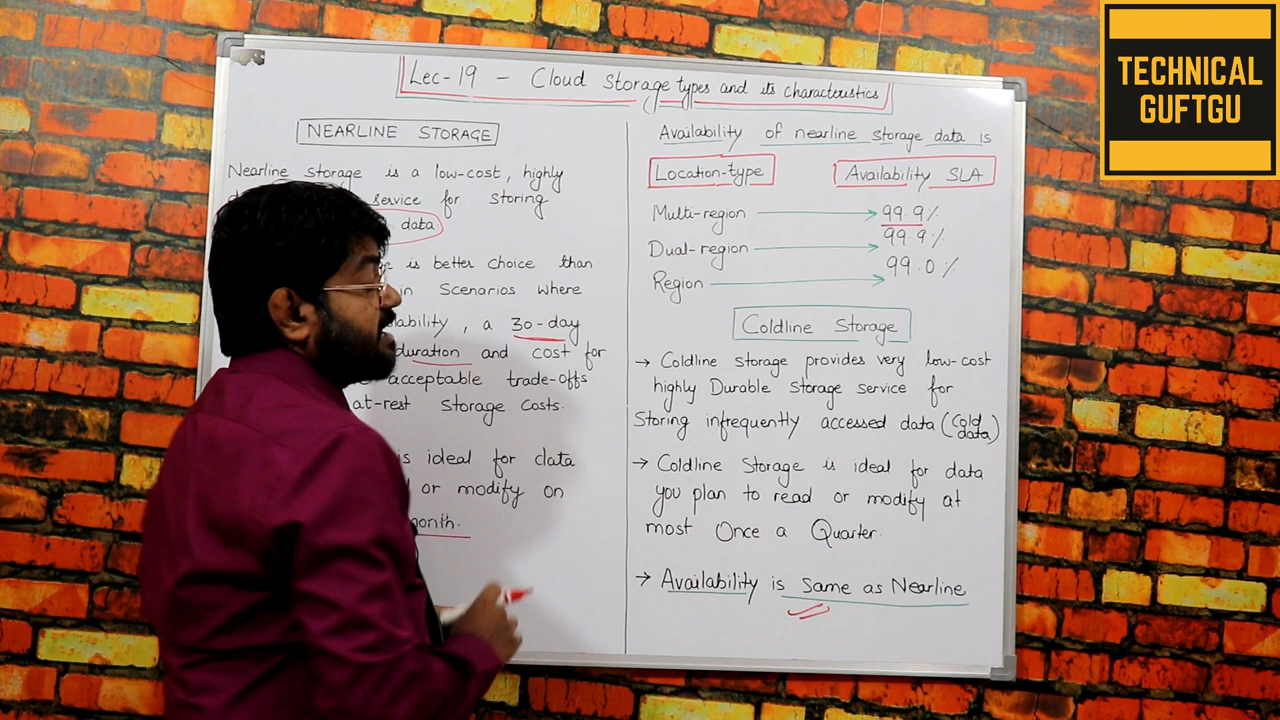 Lec-19 - Cloud Storage types and its characteristics
TECHNICAL
GUFTGU
NEARLINE STORAGE
Nearline storage is a low-cost, highly
service for storing
data
is better choice than
in Scenarios where
a 30-day
duration and cost for
acceptable trade-offs
at-rest Storage Costs.
is ideal for data
or modify on
Availability of nearline storage data is
Location-type Availability SLA
Multi-region → 99.9%
Dual-region → 99.9%
Region → 99.0%
Coldline Storage
→ Coldline storage provides very low-cost
highly Durable Storage service for
Storing infrequently accessed data (Cold data)
→ Coldline Storage is ideal for data
you plan to read or modify at
most Once a Quarter.
→ Availability is Same as Nearline